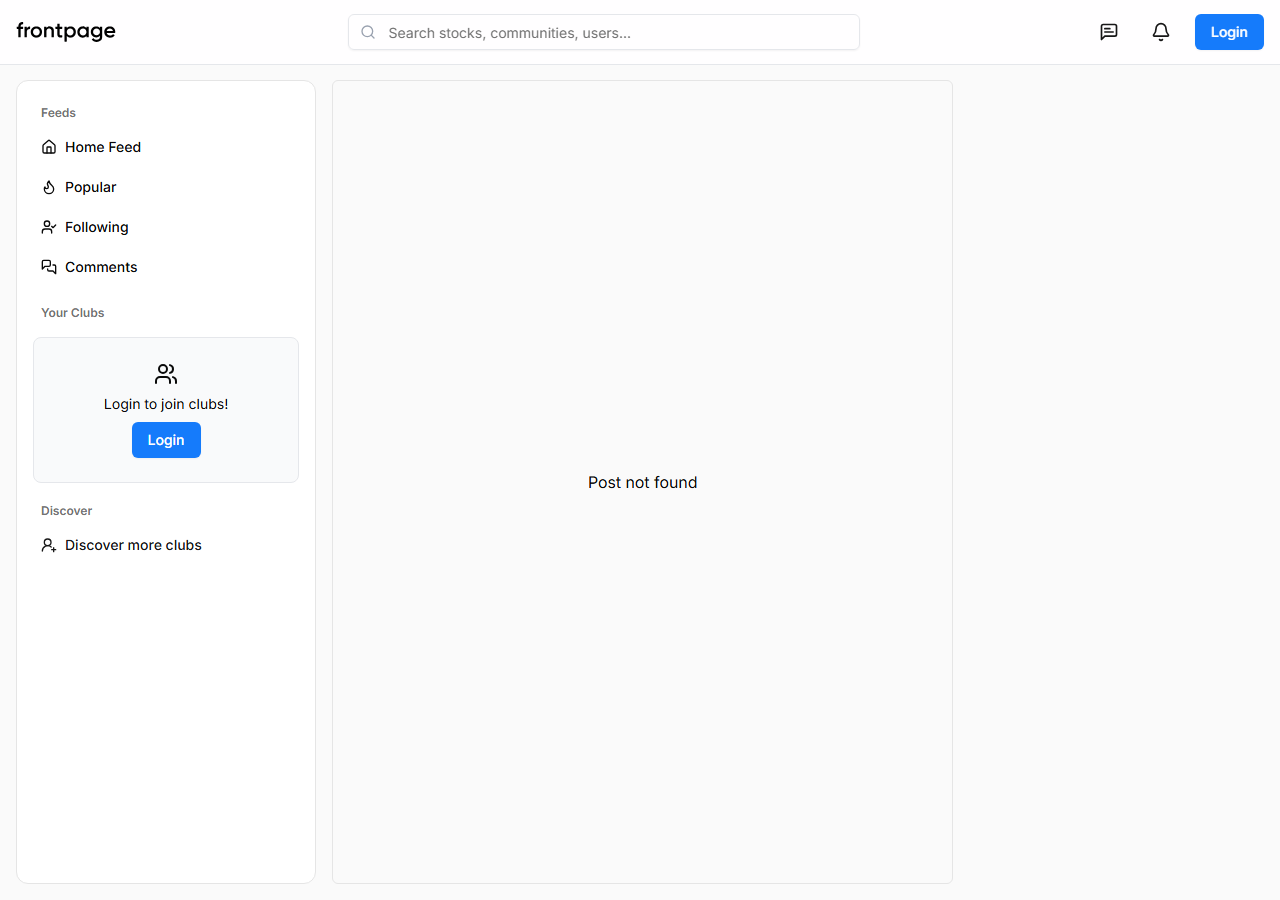 frontpage
Search stocks, communities, users...
Login
Feeds
Home Feed
Popular
Following
Comments
Your Clubs
Login to join clubs!
Login
Discover
Discover more clubs
Post not found